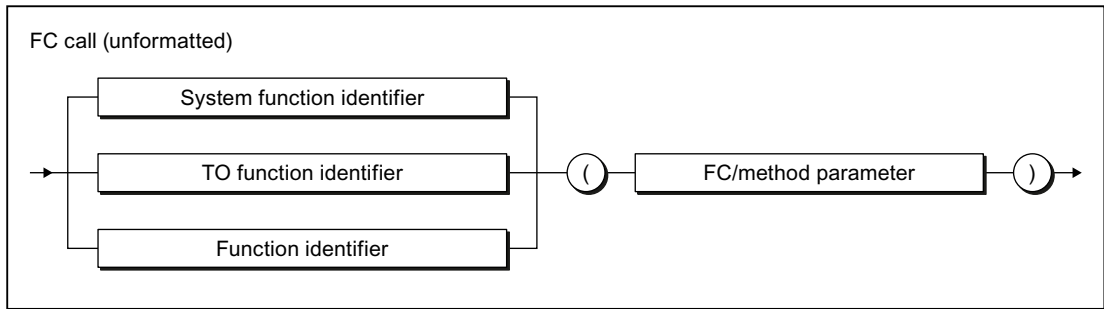 FC call (unformatted)
System function identifier
TO function identifier
( FC/method parameter )
Function identifier